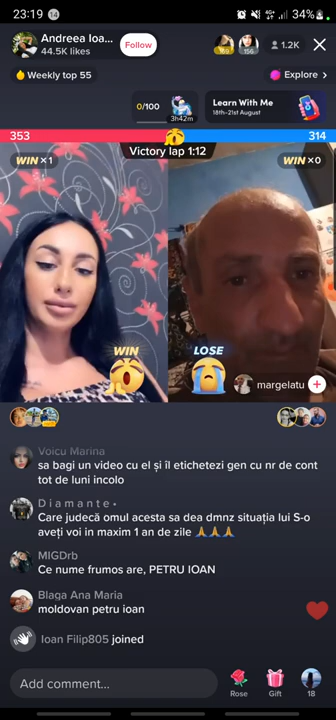 23:19
34%
Andreea Ioa...
44.5K likes
Follow
1.2K
Weekly top 55
Explore >
0/100
3h42m
Learn With Me
18th-21st August
353
314
WIN ×1
Victory lap 1:12
WIN ×0
WIN
LOSE
margelatu
Voicu Marina
sa bagi un video cu el și îl etichetezi gen cu nr de cont
tot de luni incolo
D i a m a n t e •
Care judecă omul acesta sa dea dmnz situația lui S-o
aveți voi in maxim 1 an de zile 🙏🙏🙏
MIGDrb
Ce nume frumos are, PETRU IOAN
Blaga Ana Maria
moldovan petru ioan
Ioan Filip805 joined
Add comment...
Rose
Gift
18